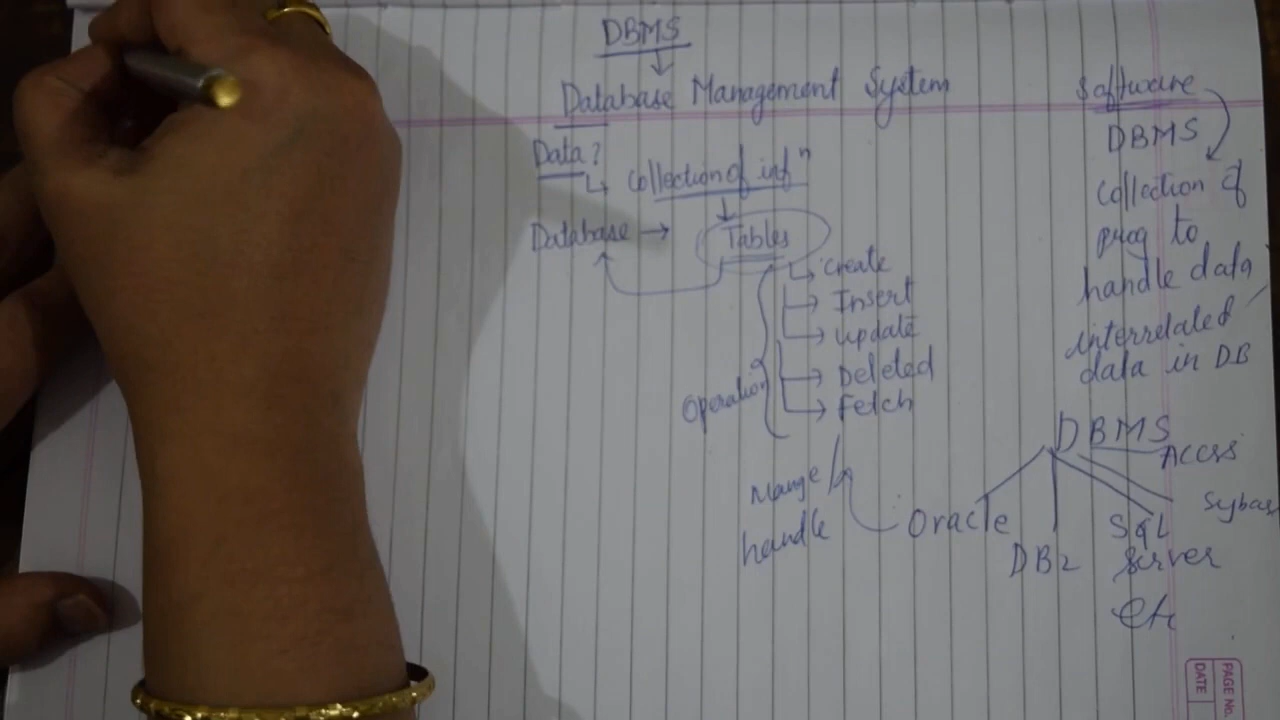 DBMS
Database Management System
Data?
collection of infⁿ
Database → Tables
create
Insert
update
Deleted
Fetch
Operation
Mange
handle
Software
DBMS
collection of
prog to
handle data
interrelated
data in DB
DBMS
Access
Oracle
DB2
SQL
Server
Sybas
etc
PAGE No.
DATE